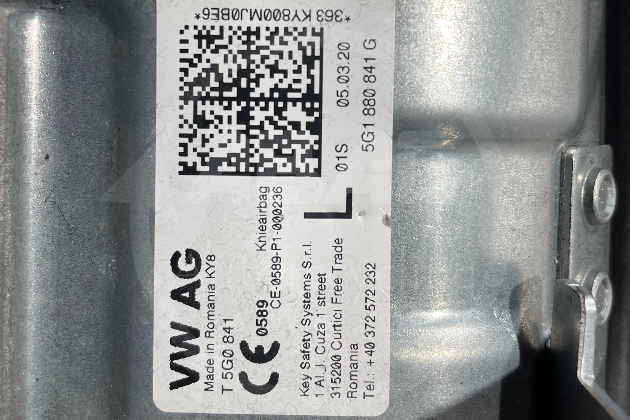 *363 KY800MJ0BE6*
VW AG
Made in Romania KY8
T 5G0 841
CE 0589
Knieairbag
CE-0589-P1-000236
Key Safety Systems S.r.l.
1 Al.J. Cuza 1 street
315200 Curtici Free Trade
Romania
Tel.: +40 372 572 232
L
01S 05.03.20
5G1 880 841 G